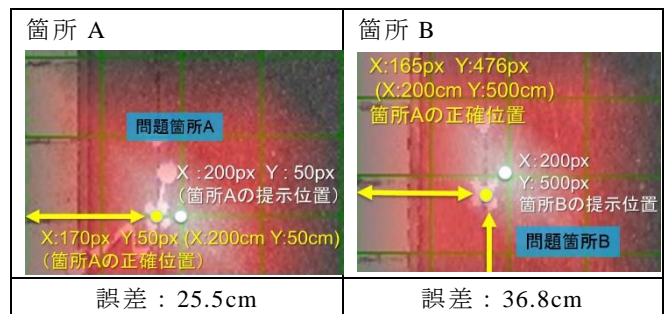 箇所 A
箇所 B
問題箇所A
X:200px Y:50px
(箇所Aの提示位置)
X:170px Y:50px (X:200cm Y:50cm)
(箇所Aの正確位置)
X:165px Y:476px
(X:200cm Y:500cm)
箇所Aの正確位置
X:200px
Y: 500px
箇所Bの提示位置
問題箇所B
誤差：25.5cm
誤差：36.8cm